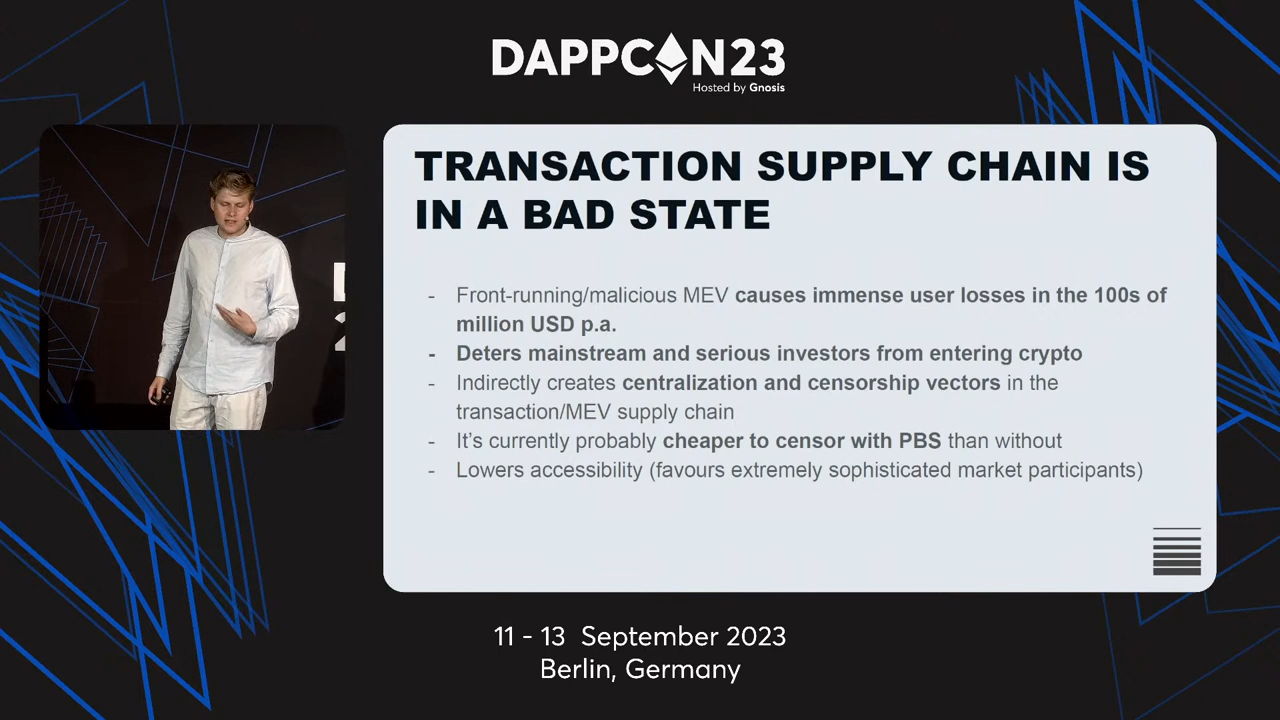 DAPPCON23
Hosted by Gnosis
TRANSACTION SUPPLY CHAIN IS
IN A BAD STATE
- Front-running/malicious MEV causes immense user losses in the 100s of
million USD p.a.
- Deters mainstream and serious investors from entering crypto
- Indirectly creates centralization and censorship vectors in the
transaction/MEV supply chain
- It's currently probably cheaper to censor with PBS than without
- Lowers accessibility (favours extremely sophisticated market participants)
11 - 13 September 2023
Berlin, Germany